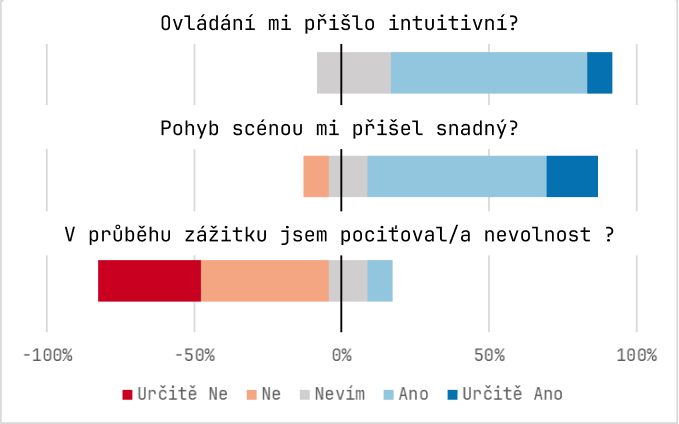 Ovládání mi přišlo intuitivní?
Pohyb scénou mi přišel snadný?
V průběhu zážitku jsem pociťoval/a nevolnost ?
-100% -50% 0% 50% 100%
Určitě Ne Ne Nevím Ano Určitě Ano